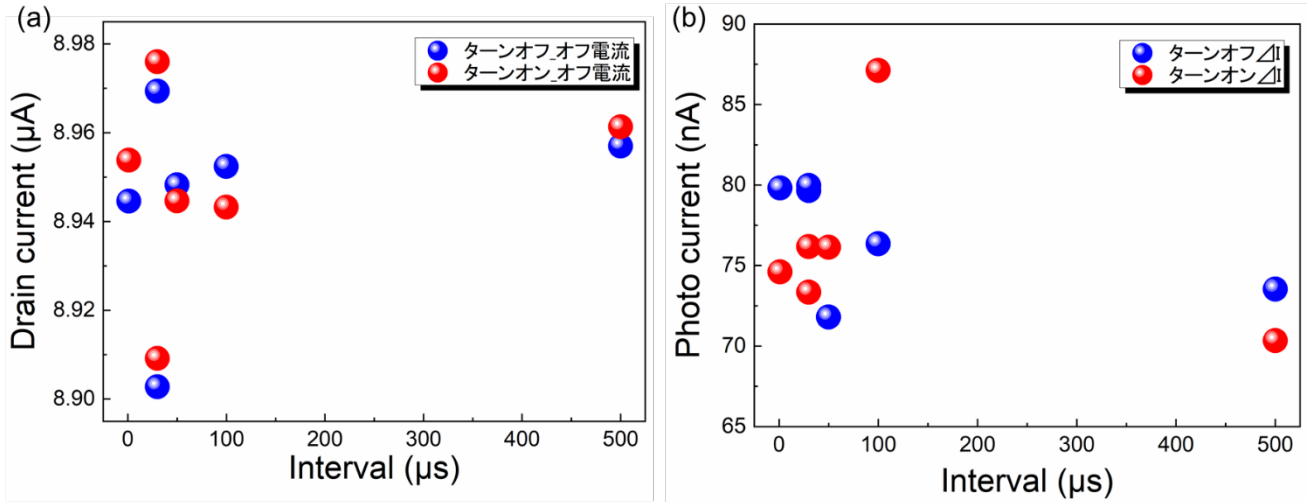 (a)
ターンオフ_オフ電流
ターンオン_オフ電流
Drain current (µA)
8.98
8.96
8.94
8.92
8.90
0 100 200 300 400 500
Interval (µs)
(b)
ターンオフ⊿I
ターンオン⊿I
Photo current (nA)
90
85
80
75
70
65
0 100 200 300 400 500
Interval (µs)